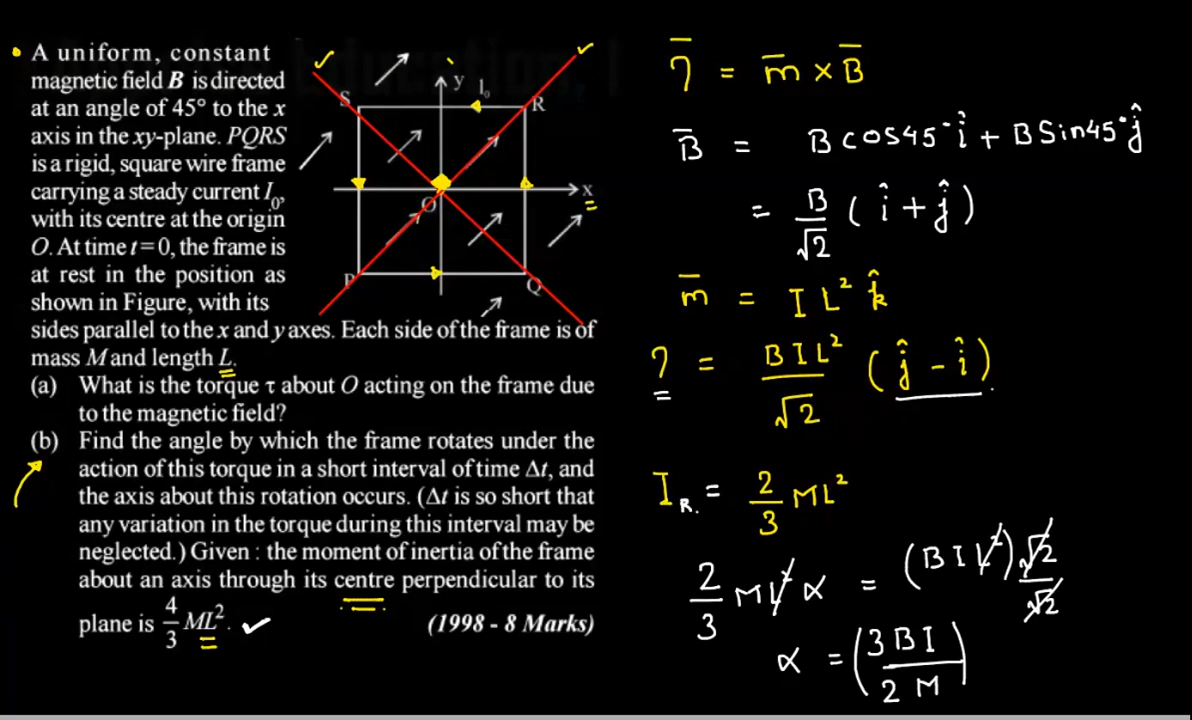 • A uniform, constant
magnetic field B is directed
at an angle of 45° to the x
axis in the xy-plane. PQRS
is a rigid, square wire frame
carrying a steady current I₀,
with its centre at the origin
O. At time t=0, the frame is
at rest in the position as
shown in Figure, with its
sides parallel to the x and y axes. Each side of the frame is of
mass M and length L.
(a) What is the torque τ about O acting on the frame due
to the magnetic field?
(b) Find the angle by which the frame rotates under the
action of this torque in a short interval of time Δt, and
the axis about this rotation occurs. (Δt is so short that
any variation in the torque during this interval may be
neglected.) Given : the moment of inertia of the frame
about an axis through its centre perpendicular to its
plane is 4/3 ML². ✓
(1998 - 8 Marks)
y I₀
S R
O x
P Q
τ̄ = m̄ × B̄
B̄ = B cos45° î + B Sin45° ĵ
= B/√2 ( î + ĵ )
m̄ = I L² k̂
τ = BIL²/√2 ( ĵ - î )
I R. = 2/3 ML²
2/3 ML² α = (BIL²)√2/√2
α = (3BI/2M)